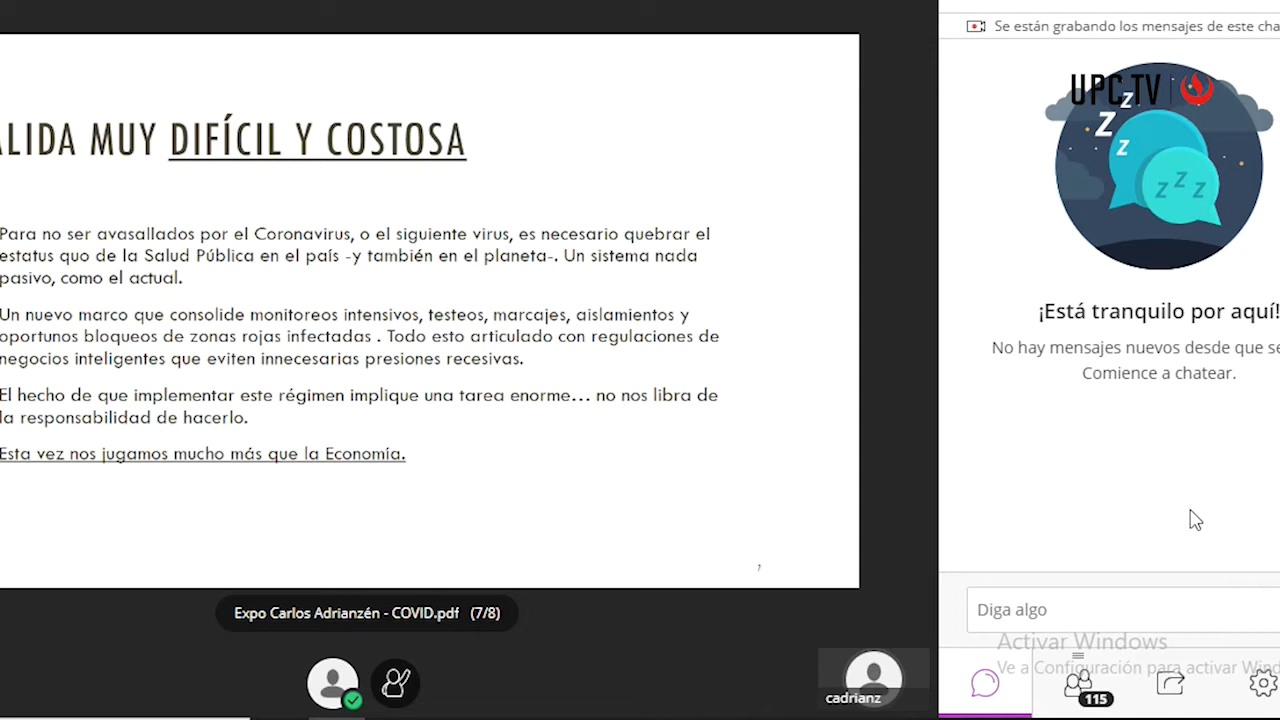 ALIDA MUY DIFÍCIL Y COSTOSA
Para no ser avasallados por el Coronavirus, o el siguiente virus, es necesario quebrar el
estatus quo de la Salud Pública en el país -y también en el planeta-. Un sistema nada
pasivo, como el actual.
Un nuevo marco que consolide monitoreos intensivos, testeos, marcajes, aislamientos y
oportunos bloqueos de zonas rojas infectadas . Todo esto articulado con regulaciones de
negocios inteligentes que eviten innecesarias presiones recesivas.
El hecho de que implementar este régimen implique una tarea enorme... no nos libra de
la responsabilidad de hacerlo.
Esta vez nos jugamos mucho más que la Economía.
7
Expo Carlos Adrianzén - COVID.pdf (7/8)
cadrianz
Se están grabando los mensajes de este cha
UPC TV
Z
Z
Z
Z Z Z
¡Está tranquilo por aquí!
No hay mensajes nuevos desde que se
Comience a chatear.
Diga algo
Activar Windows
Ve a Configuración para activar Wind
115